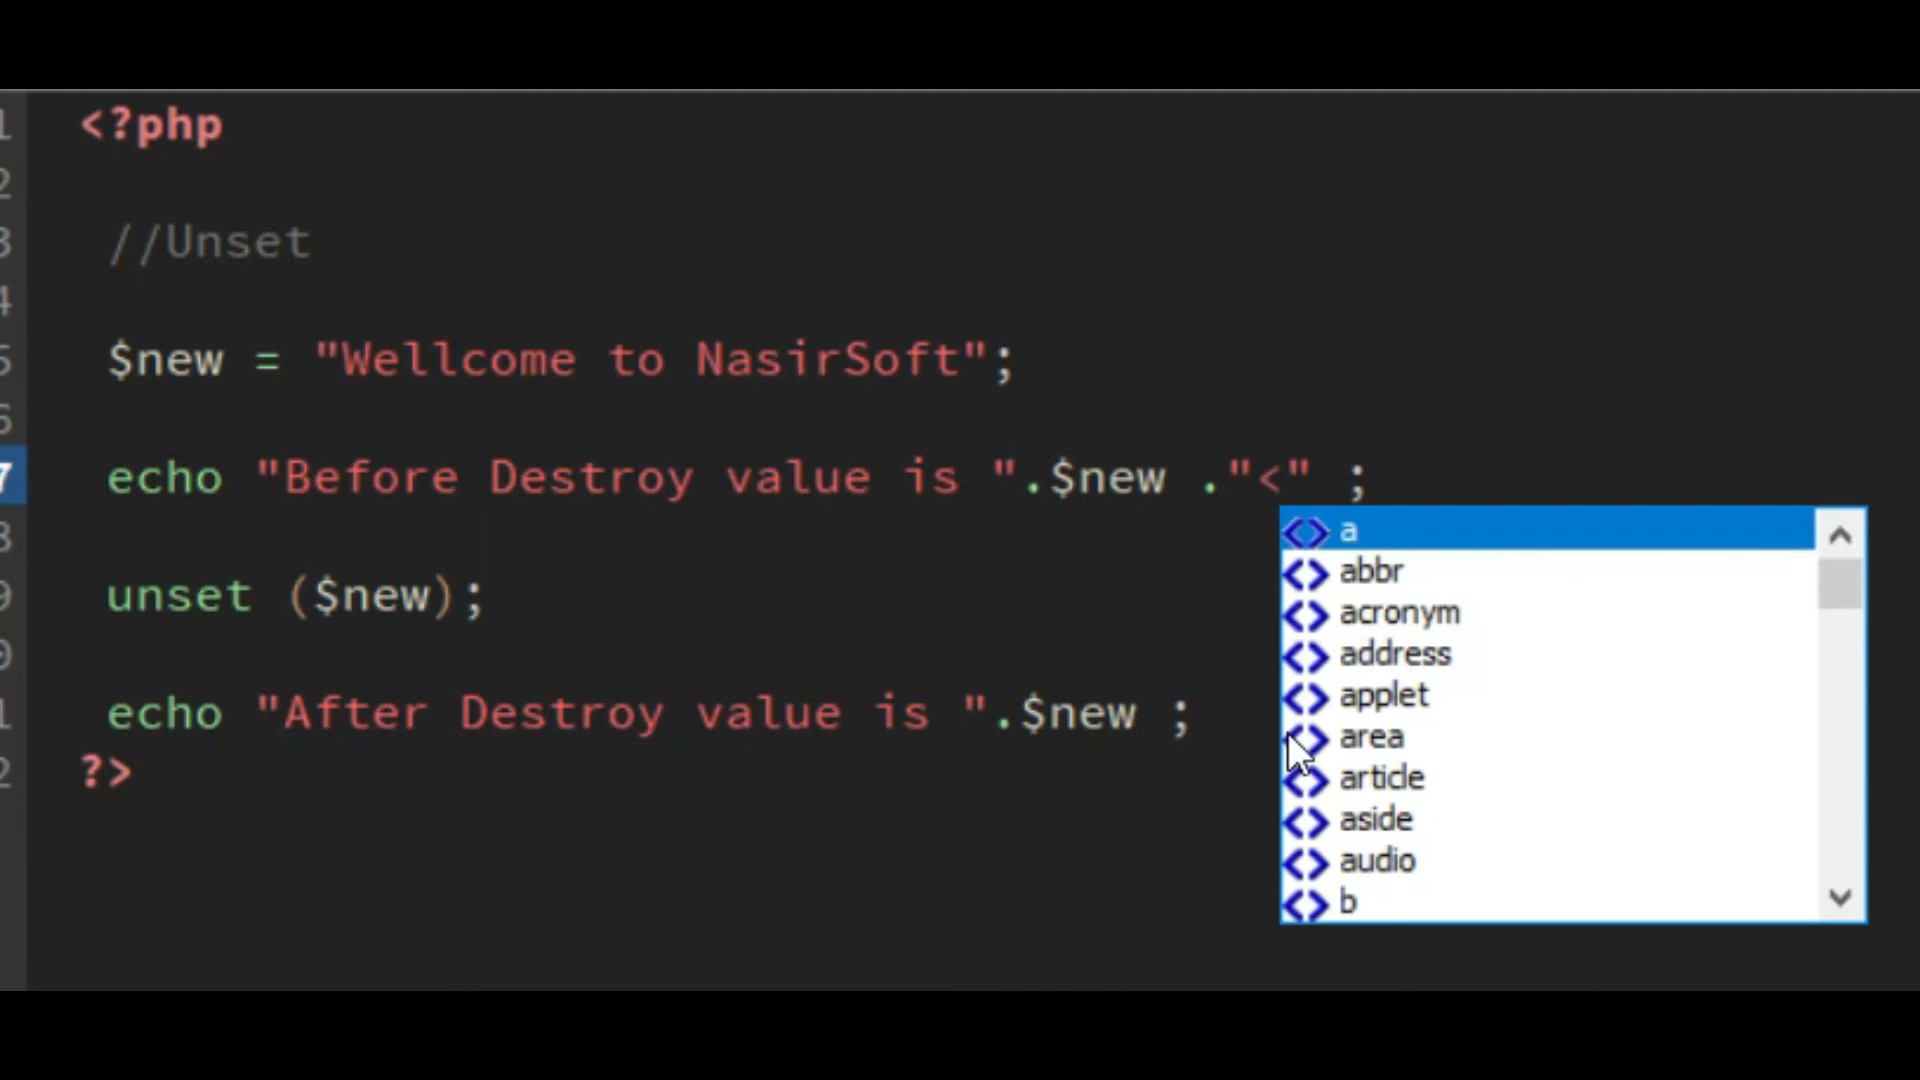 1 <?php
2
3 //Unset
4
5 $new = "Wellcome to NasirSoft";
6
7 echo "Before Destroy value is ".$new ."<" ;
8
9 unset ($new);
0
1 echo "After Destroy value is ".$new ;
2 ?>
a
abbr
acronym
address
applet
area
article
aside
audio
b